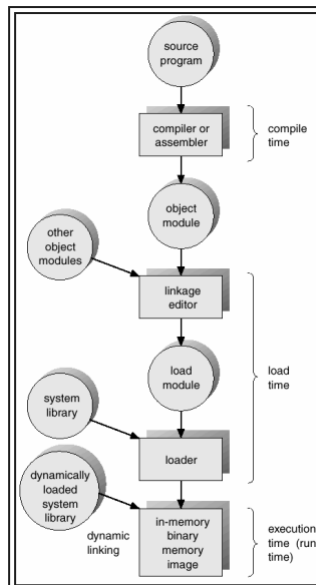 source
program
compiler or
assembler
compile
time
object
module
other
object
modules
linkage
editor
load
module
load
time
system
library
loader
dynamically
loaded
system
library
dynamic
linking
in-memory
binary
memory
image
execution
time (run
time)